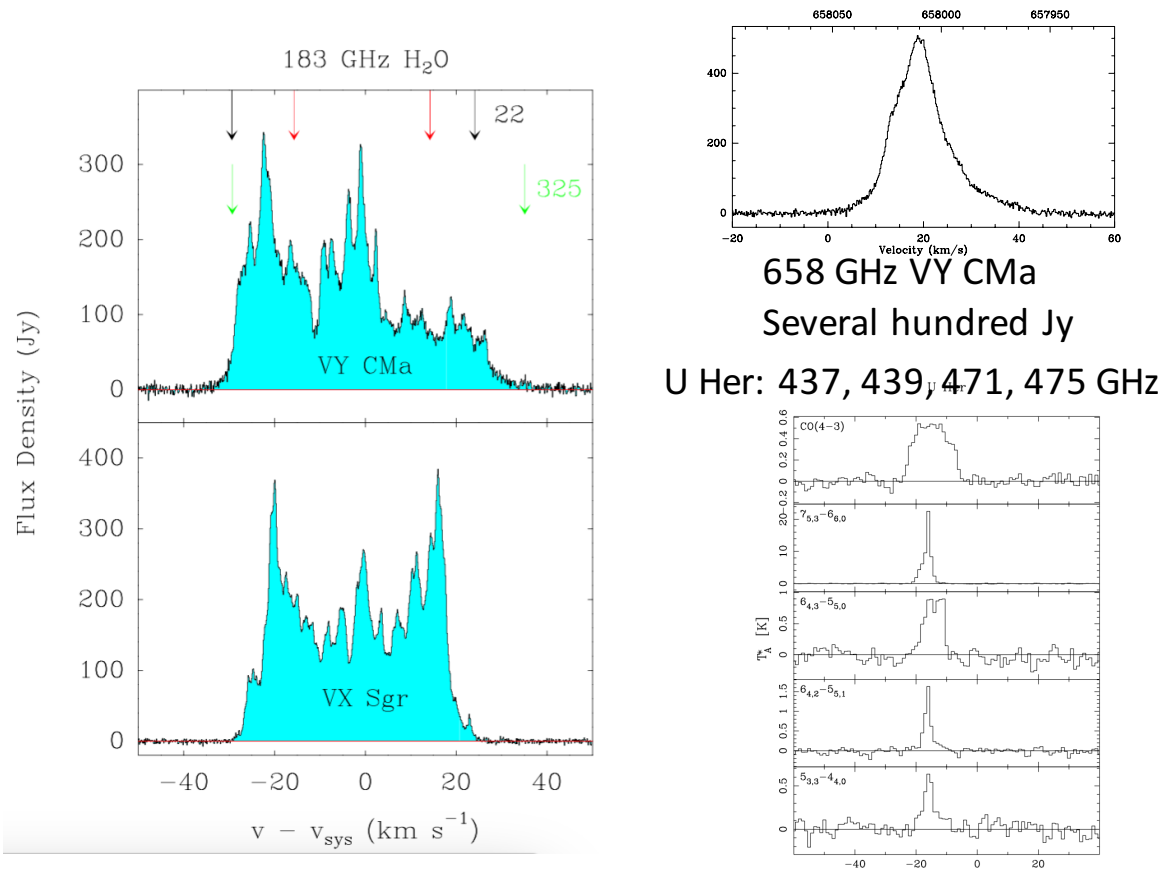 183 GHz H₂O
22
325
300
200
100
0
VY CMa
Flux Density (Jy)
400
300
200
100
0
VX Sgr
−40 −20 0 20 40
v − v_sys (km s⁻¹)
658050 658000 657950
400
200
0
−20 0 20 40 60
Velocity (km/s)
658 GHz VY CMa
Several hundred Jy
U Her: 437, 439, 471, 475 GHz
U Her
CO(4−3)
0.6
0.4
0.2
0
0.2
7₅,₃−6₆,₀
20
10
0
6₄,₃−5₅,₀
1
0.5
0
T*_A [K]
6₄,₂−5₅,₁
1.5
1
0.5
0
5₃,₃−4₄,₀
0.5
0
−40 −20 0 20